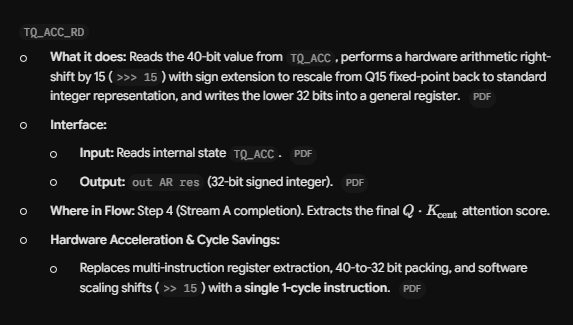 TQ_ACC_RD
What it does: Reads the 40-bit value from TQ_ACC, performs a hardware arithmetic right-
shift by 15 ( >>> 15 ) with sign extension to rescale from Q15 fixed-point back to standard
integer representation, and writes the lower 32 bits into a general register. PDF
Interface:
Input: Reads internal state TQ_ACC. PDF
Output: out AR res (32-bit signed integer). PDF
Where in Flow: Step 4 (Stream A completion). Extracts the final Q · K_cent attention score.
Hardware Acceleration & Cycle Savings:
Replaces multi-instruction register extraction, 40-to-32 bit packing, and software
scaling shifts ( >> 15 ) with a single 1-cycle instruction. PDF